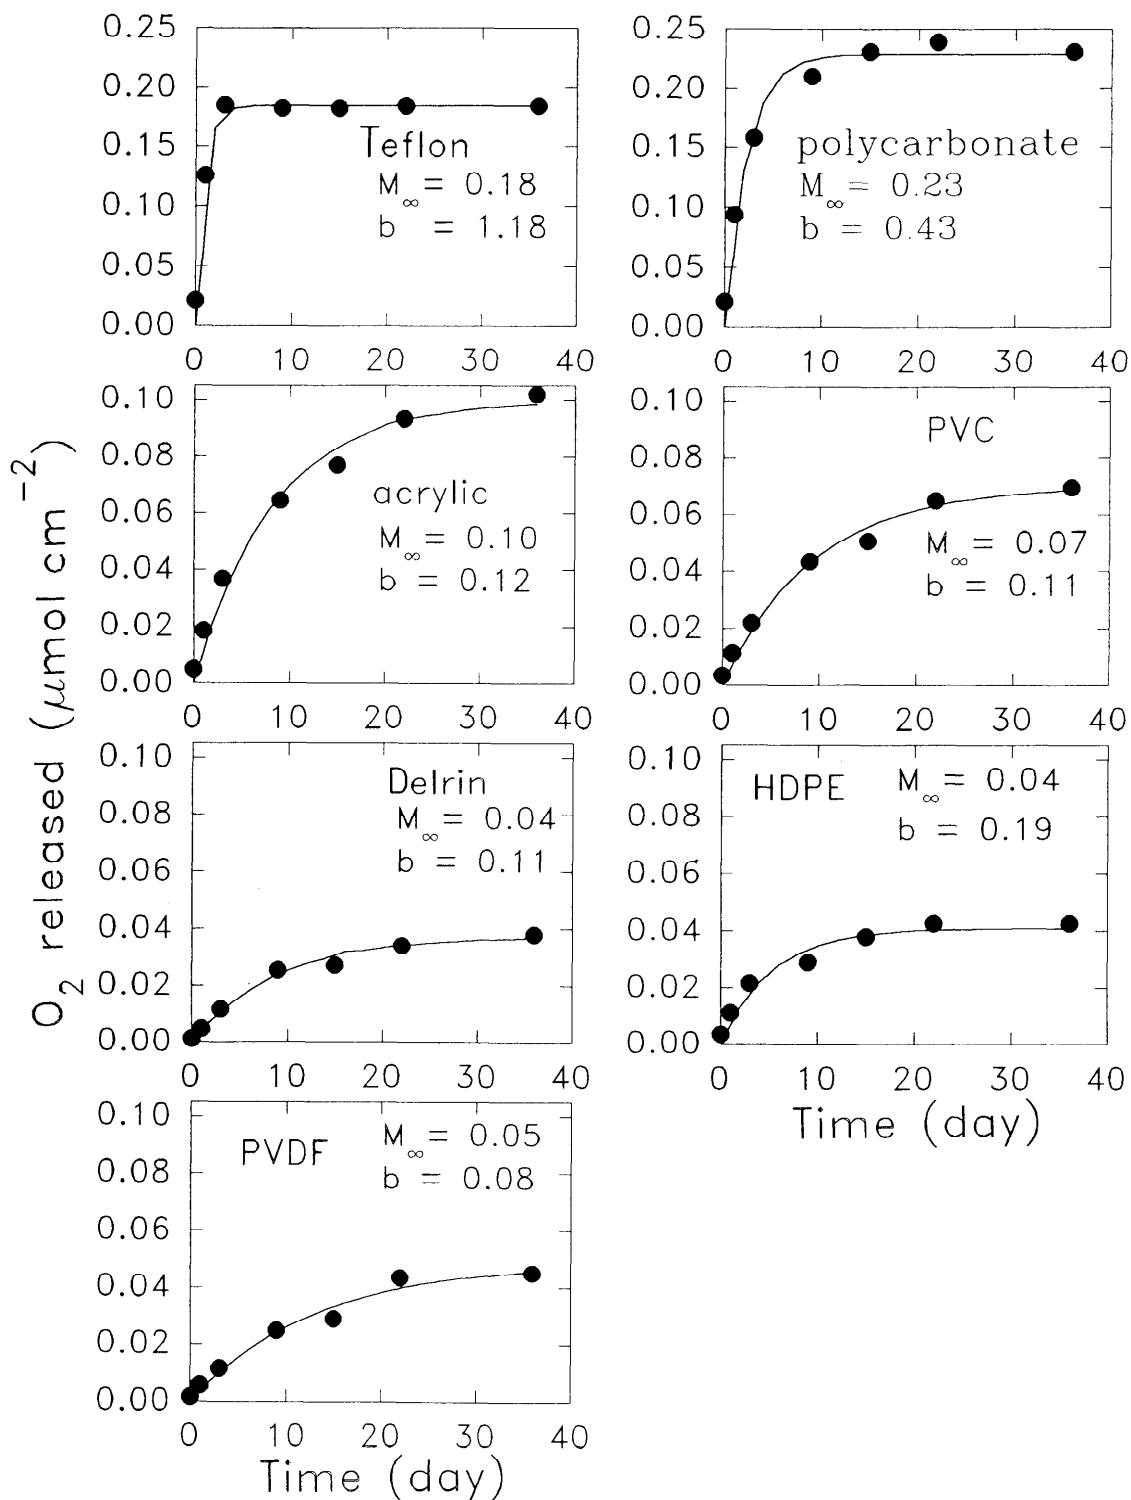 O2 released (μmol cm−2)
0.25
0.20
0.15
0.10
0.05
0.00
0 10 20 30 40
Teflon
M∞ = 0.18
b = 1.18
0.25
0.20
0.15
0.10
0.05
0.00
0 10 20 30 40
polycarbonate
M∞ = 0.23
b = 0.43
0.10
0.08
0.06
0.04
0.02
0.00
0 10 20 30 40
acrylic
M∞ = 0.10
b = 0.12
0.10
0.08
0.06
0.04
0.02
0.00
0 10 20 30 40
PVC
M∞ = 0.07
b = 0.11
0.10
0.08
0.06
0.04
0.02
0.00
0 10 20 30 40
Delrin
M∞ = 0.04
b = 0.11
0.10
0.08
0.06
0.04
0.02
0.00
0 10 20 30 40
HDPE
M∞ = 0.04
b = 0.19
Time (day)
0.10
0.08
0.06
0.04
0.02
0.00
0 10 20 30 40
PVDF
M∞ = 0.05
b = 0.08
Time (day)